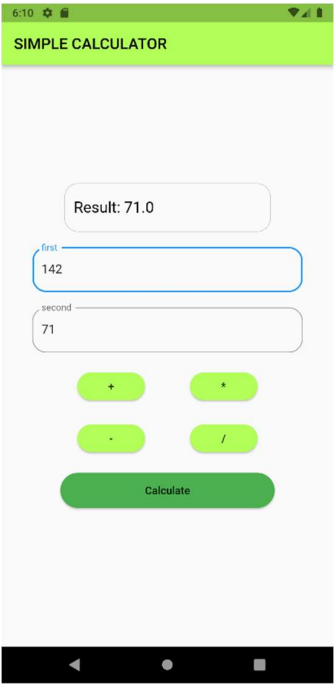 6:10
SIMPLE CALCULATOR
Result: 71.0
first
142
second
71
+ *
- /
Calculate